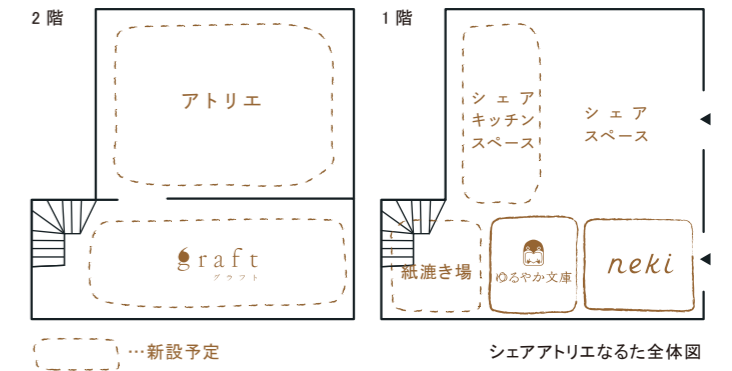 2階
アトリエ
graft
グラフト
…新設予定
1階
シェア
キッチン
スペース
シェア
スペース
紙漉き場
ゆるやか文庫
neki
シェアアトリエなるた全体図